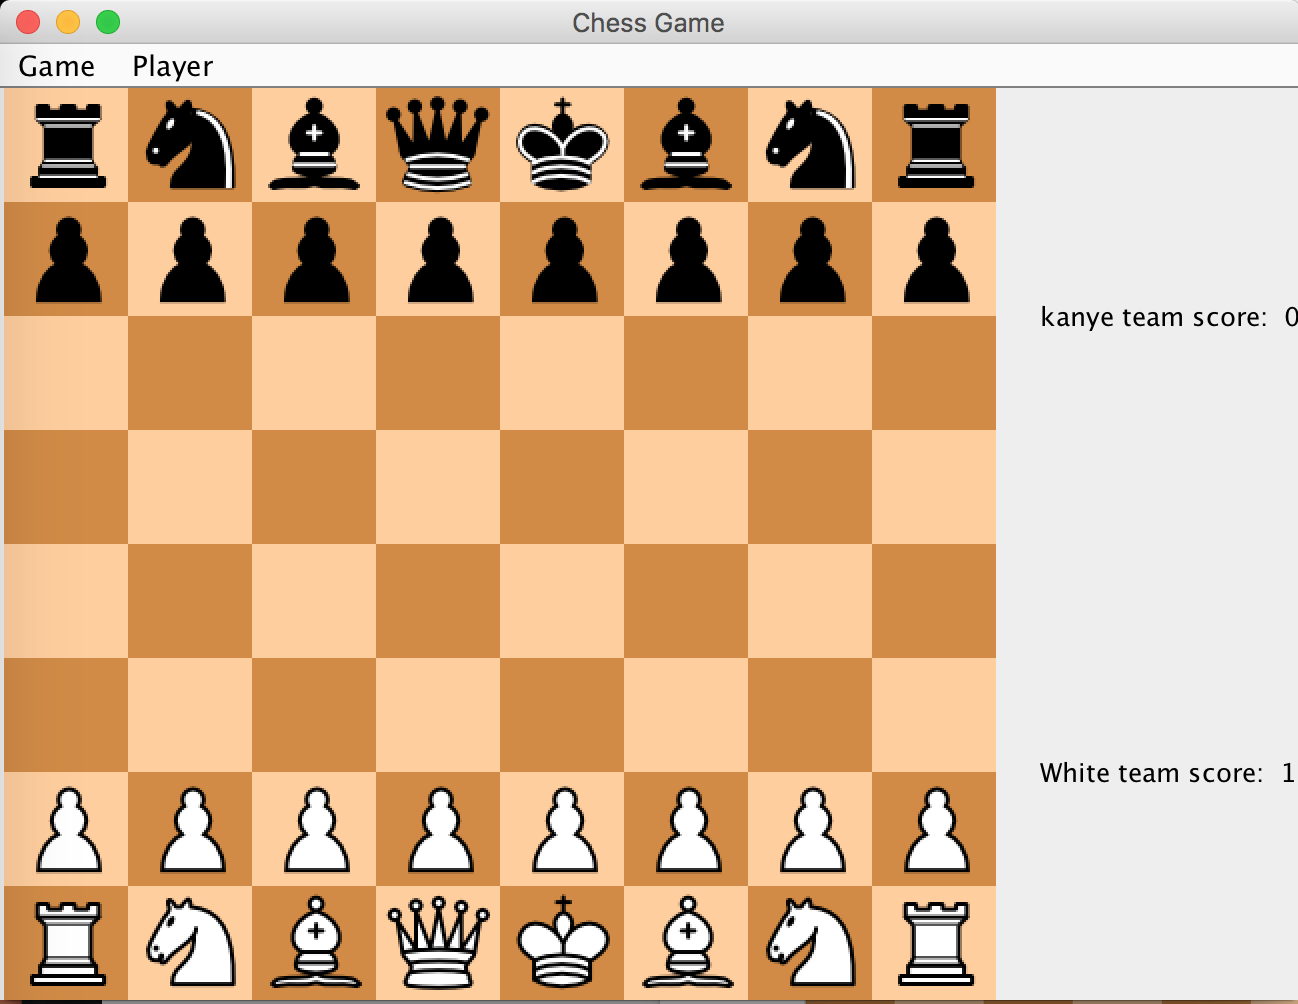 Chess Game
Game Player
kanye team score: 0
White team score: 1